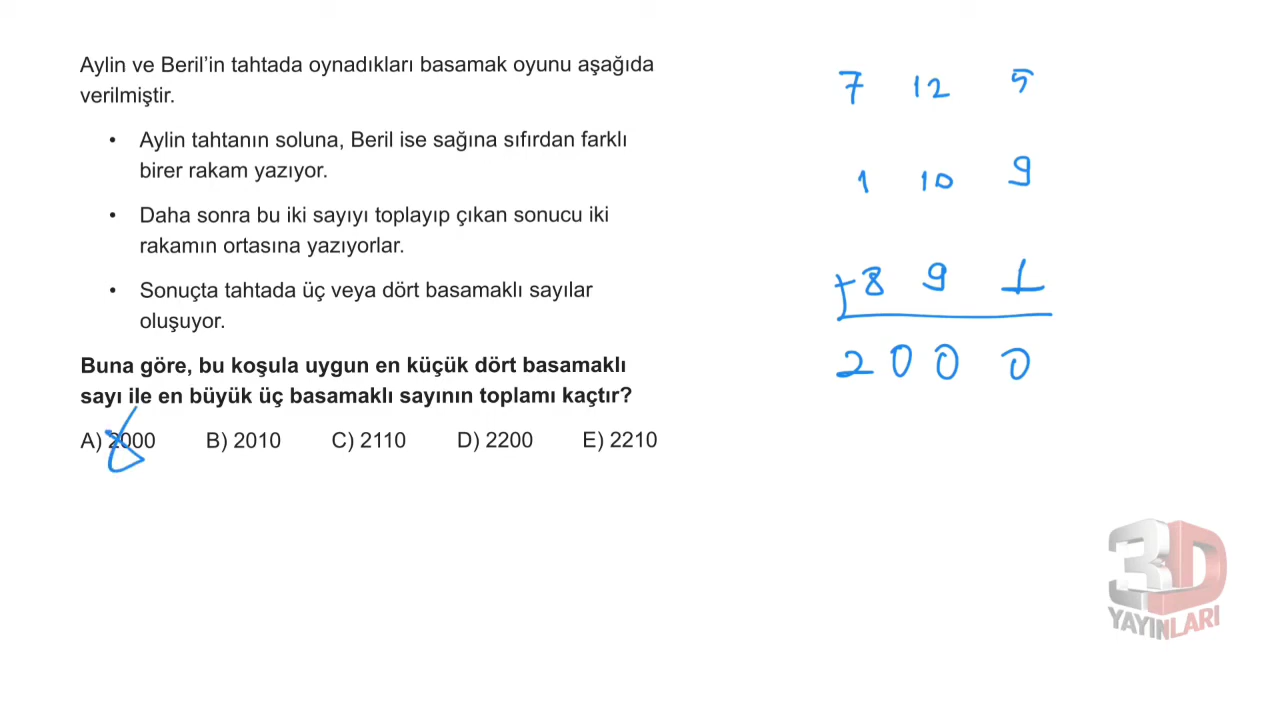 Aylin ve Beril'in tahtada oynadıkları basamak oyunu aşağıda
verilmiştir.
• Aylin tahtanın soluna, Beril ise sağına sıfırdan farklı
birer rakam yazıyor.
• Daha sonra bu iki sayıyı toplayıp çıkan sonucu iki
rakamın ortasına yazıyorlar.
• Sonuçta tahtada üç veya dört basamaklı sayılar
oluşuyor.
Buna göre, bu koşula uygun en küçük dört basamaklı
sayı ile en büyük üç basamaklı sayının toplamı kaçtır?
A) 2000 B) 2010 C) 2110 D) 2200 E) 2210
7 12 5
1 10 9
+ 8 9 1
2 0 0 0
3D
YAYINLARI